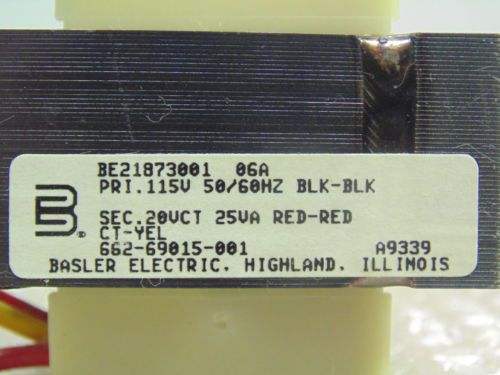 BE21873001 06A
PRI.115V 50/60HZ BLK-BLK
SEC.20VCT 25VA RED-RED
CT-YEL
662-69015-001 A9339
BASLER ELECTRIC. HIGHLAND. ILLINOIS